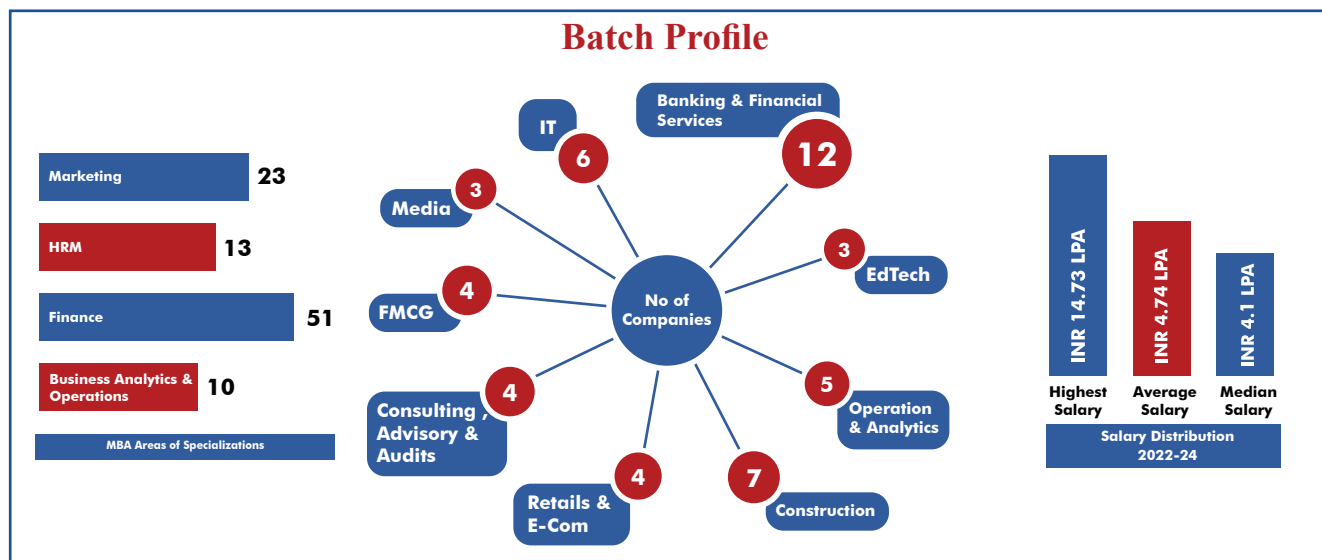 Batch Profile
Marketing
23
HRM
13
Finance
51
Business Analytics &
Operations
10
MBA Areas of Specializations
IT
6
Banking & Financial
Services
12
Media
3
3
EdTech
FMCG
4
No of
Companies
Consulting ,
Advisory &
Audits
4
5
Operation
& Analytics
Retails &
E-Com
4
7
Construction
INR 14.73 LPA
INR 4.74 LPA
INR 4.1 LPA
Highest
Salary
Average
Salary
Median
Salary
Salary Distribution
2022-24